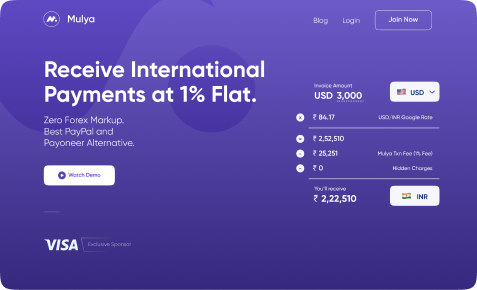 Mulya
Blog
Login
Join Now
Receive International
Payments at 1% Flat.
Zero Forex Markup.
Best PayPal and
Payoneer Alternative.
Watch Demo
VISA
Exclusive Sponsor
Invoice Amount
USD 3,000
USD
× ₹ 84.17
USD/INR Google Rate
= ₹ 2,52,510
- ₹ 25,251
Mulya Txn Fee (1% Fee)
- ₹ 0
Hidden Charges
You'll receive
₹ 2,22,510
INR